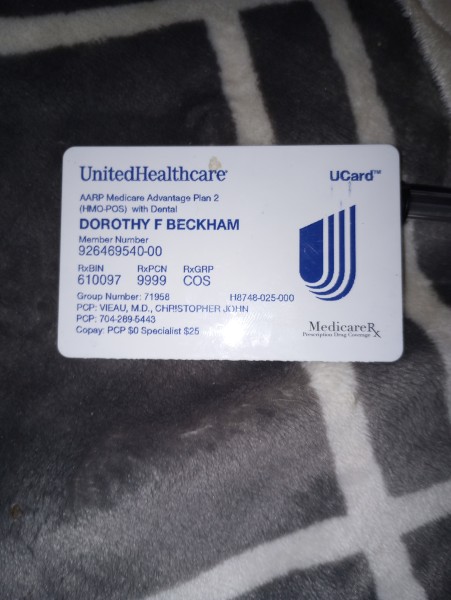 UnitedHealthcare
UCard™
AARP Medicare Advantage Plan 2
(HMO-POS) with Dental
DOROTHY F BECKHAM
Member Number
926469540-00
RxBIN RxPCN RxGRP
610097 9999 COS
Group Number: 71958 H8748-025-000
PCP: VIEAU, M.D., CHRISTOPHER JOHN
PCP: 704-289-5443
Copay: PCP $0 Specialist $25
MedicareRx
Prescription Drug Coverage